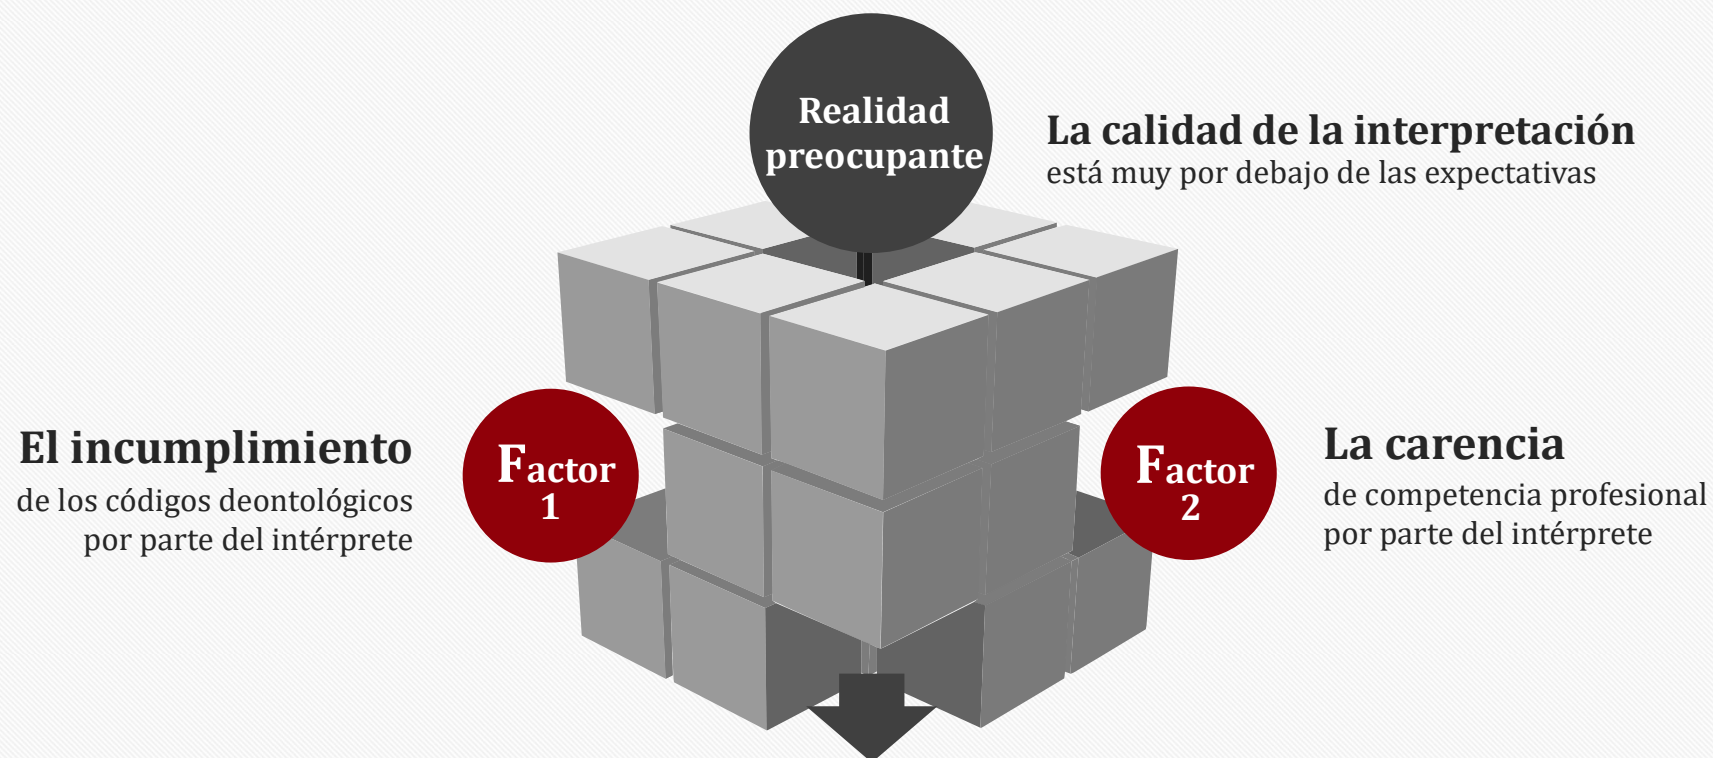 Realidad
preocupante
La calidad de la interpretación
está muy por debajo de las expectativas
El incumplimiento
de los códigos deontológicos
por parte del intérprete
Factor
1
Factor
2
La carencia
de competencia profesional
por parte del intérprete